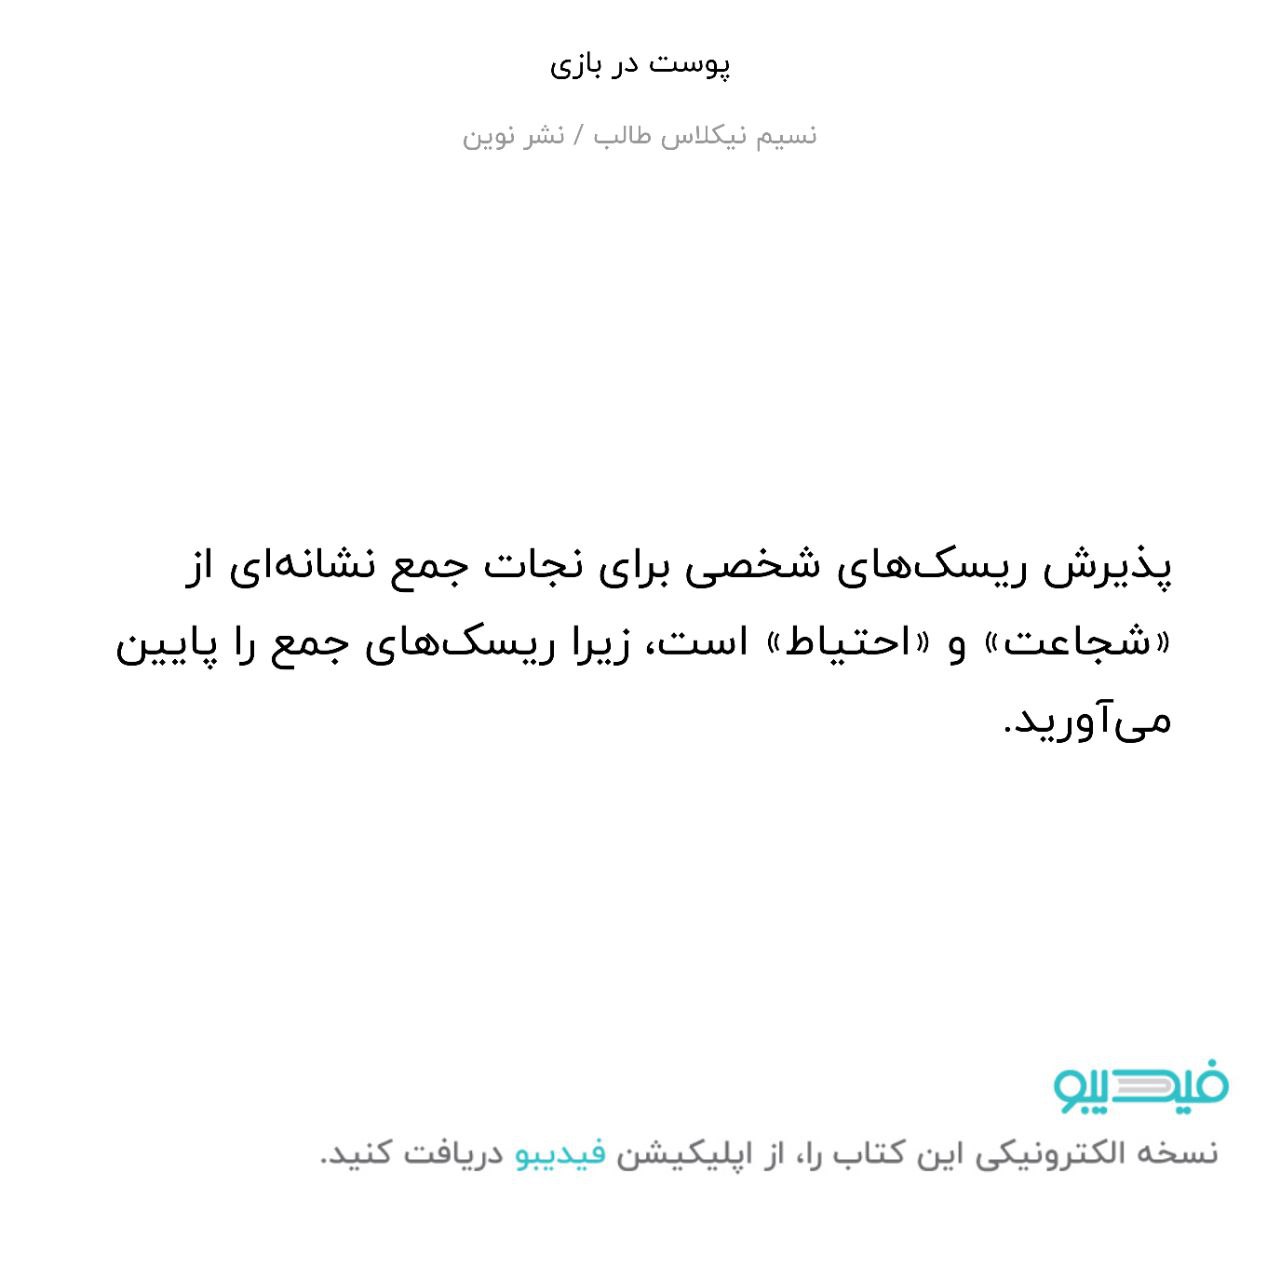 پوست در بازی
نسیم نیکلاس طالب / نشر نوین
پذیرش ریسک‌های شخصی برای نجات جمع نشانه‌ای از
«شجاعت» و «احتیاط» است، زیرا ریسک‌های جمع را پایین
می‌آورید.
فیدیبو
نسخه الکترونیکی این کتاب را، از اپلیکیشن فیدیبو دریافت کنید.